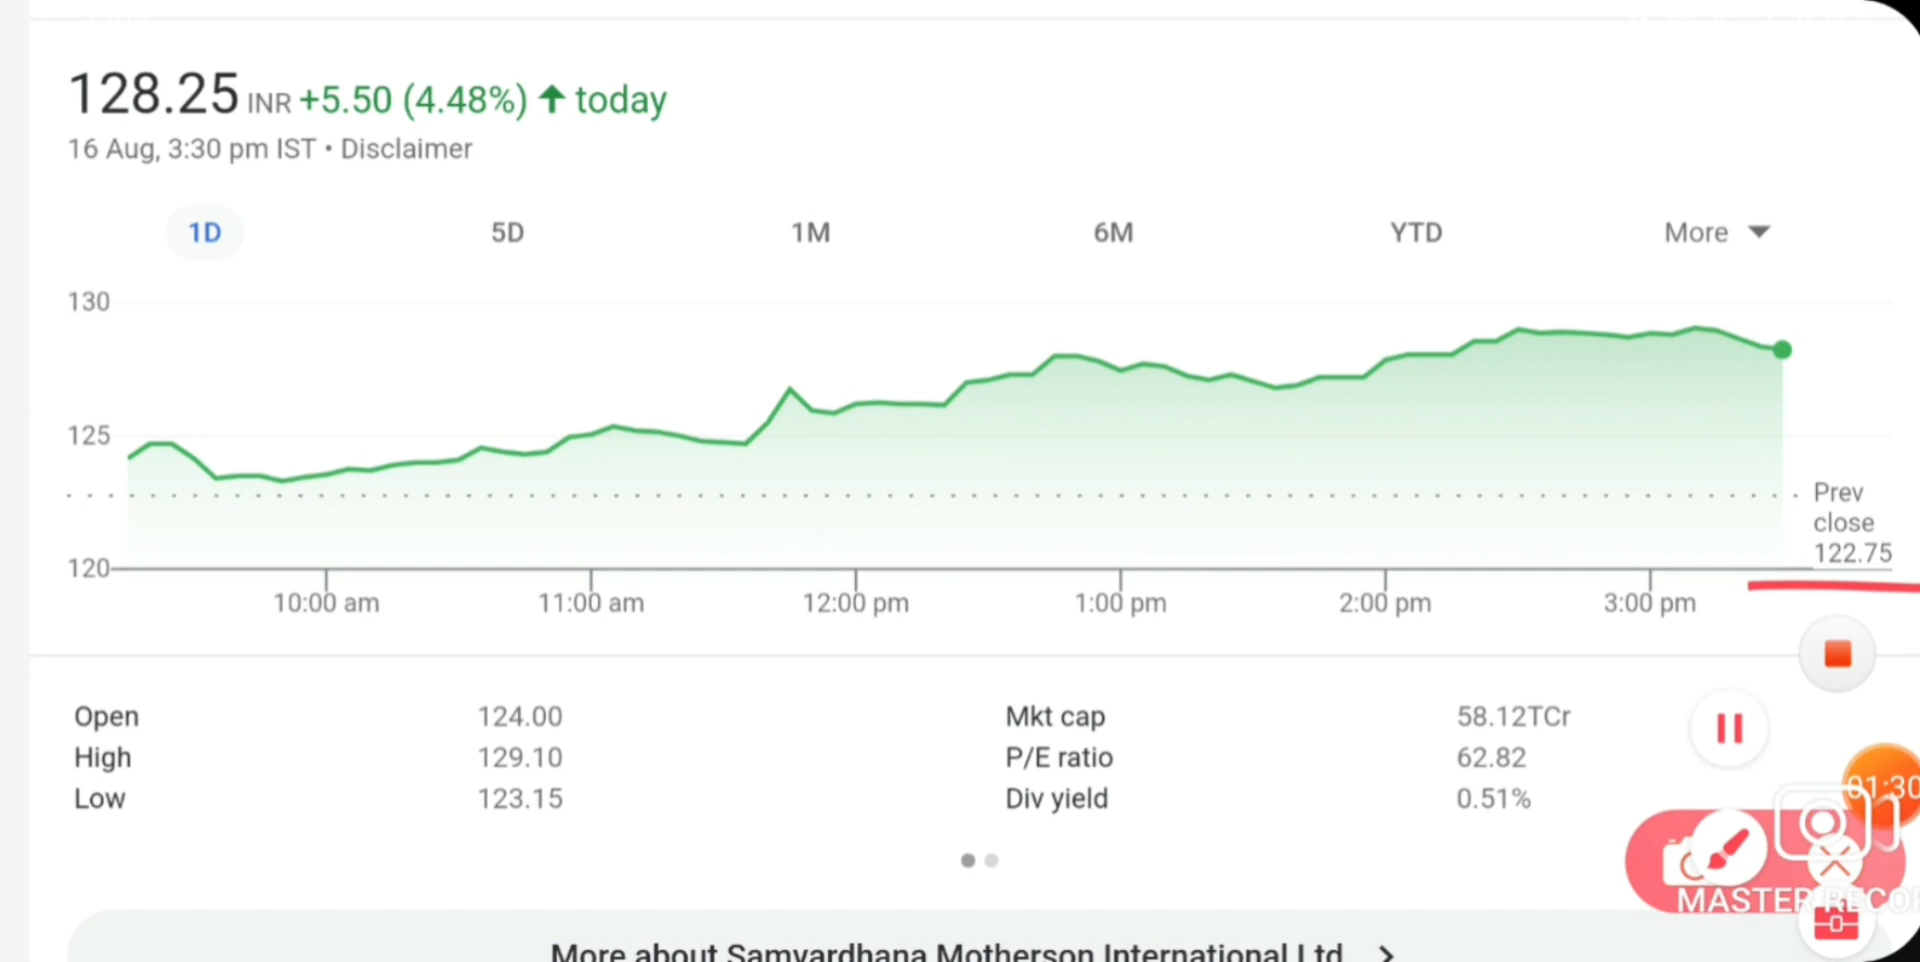 128.25 INR +5.50 (4.48%) ↑ today
16 Aug, 3:30 pm IST • Disclaimer
1D 5D 1M 6M YTD More
130
125
120
Prev
close
122.75
10:00 am 11:00 am 12:00 pm 1:00 pm 2:00 pm 3:00 pm
Open 124.00 Mkt cap 58.12TCr
High 129.10 P/E ratio 62.82
Low 123.15 Div yield 0.51%
01:30
MASTER
More about Samvardhana Motherson International Ltd